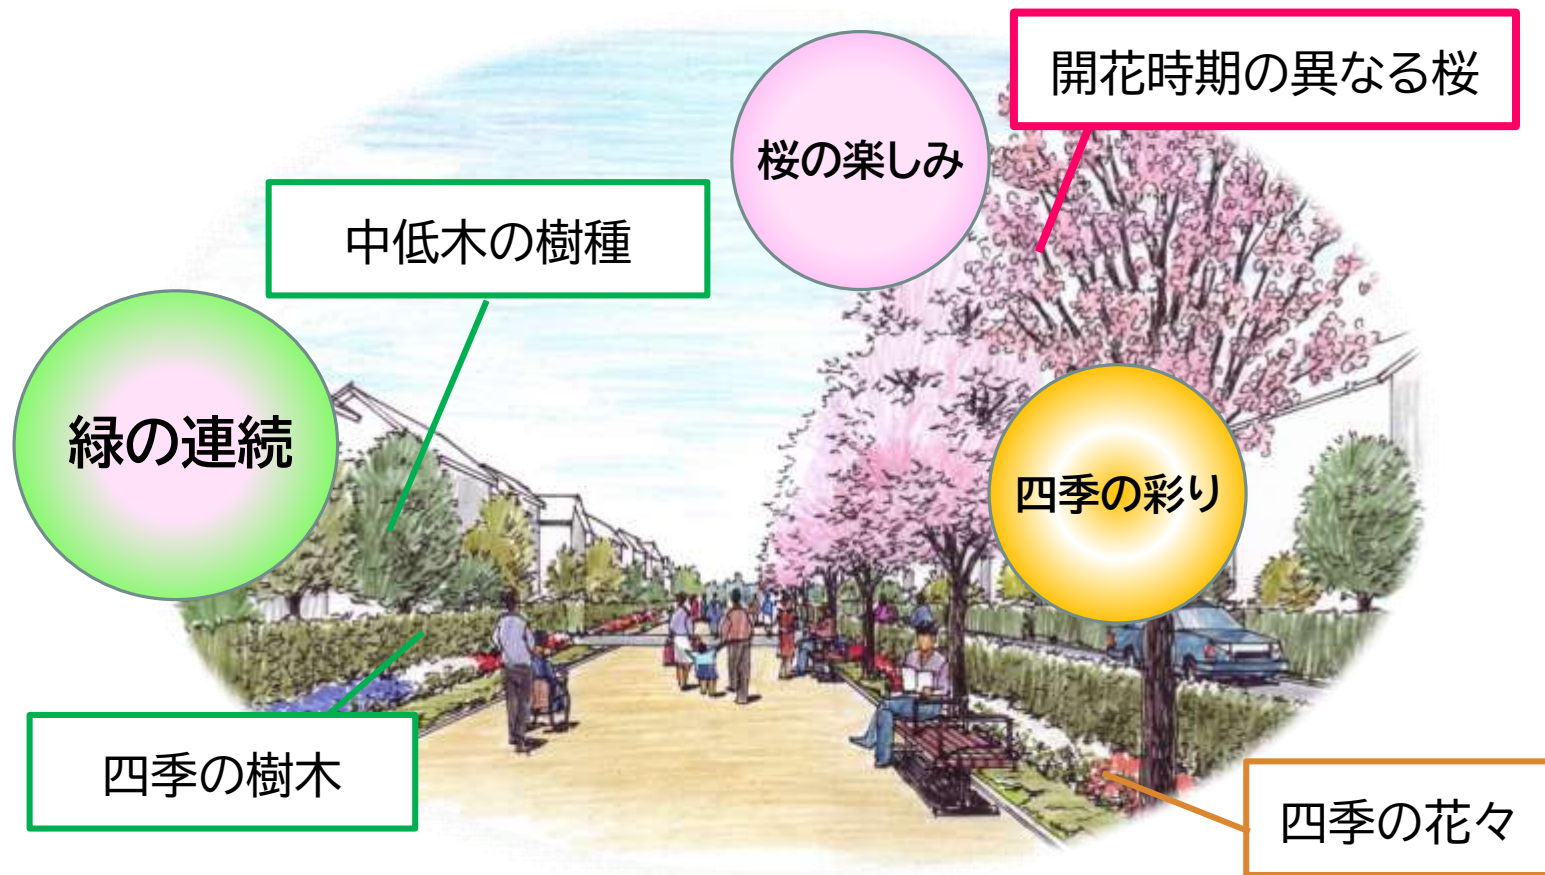 開花時期の異なる桜
桜の楽しみ
中低木の樹種
緑の連続
四季の彩り
四季の樹木
四季の花々